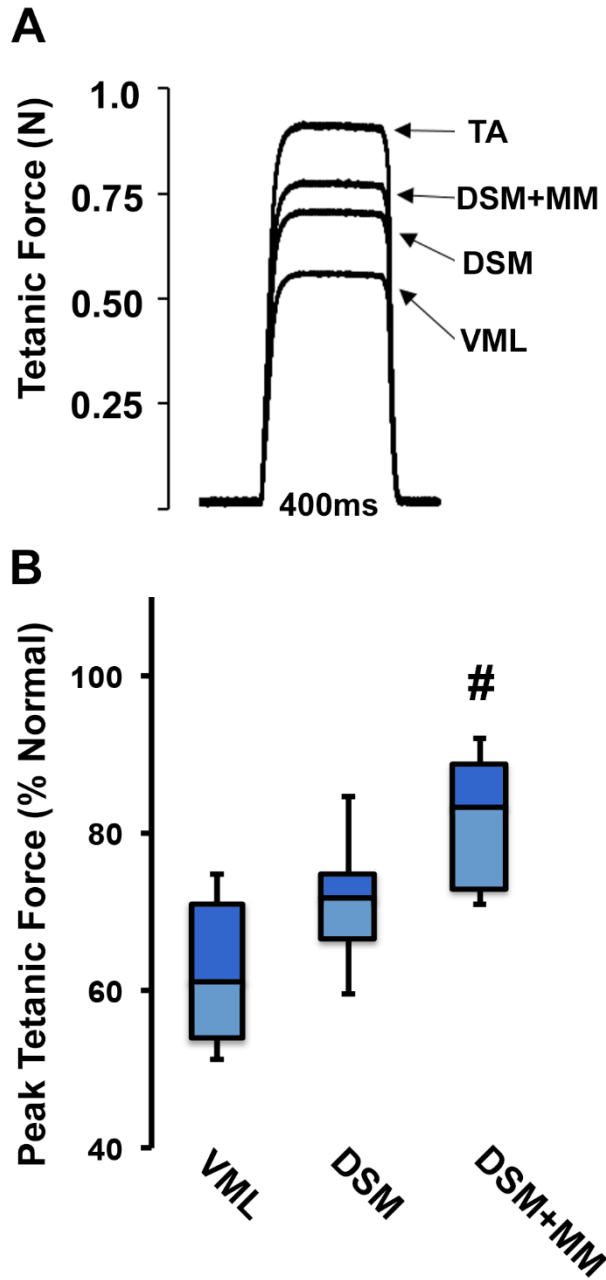 A
Tetanic Force (N)
1.0
0.75
0.50
0.25
TA
DSM+MM
DSM
VML
400ms
B
Peak Tetanic Force (% Normal)
100
80
60
40
#
VML
DSM
DSM+MM